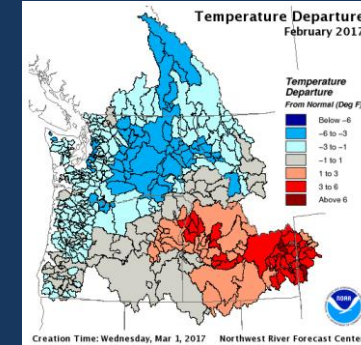 Temperature Departure
February 2017
Temperature
Departure
From Normal (Deg F)
Below -6
-6 to -3
-3 to -1
-1 to 1
1 to 3
3 to 6
Above 6
NOAA
Creation Time: Wednesday, Mar 1, 2017 Northwest River Forecast Center